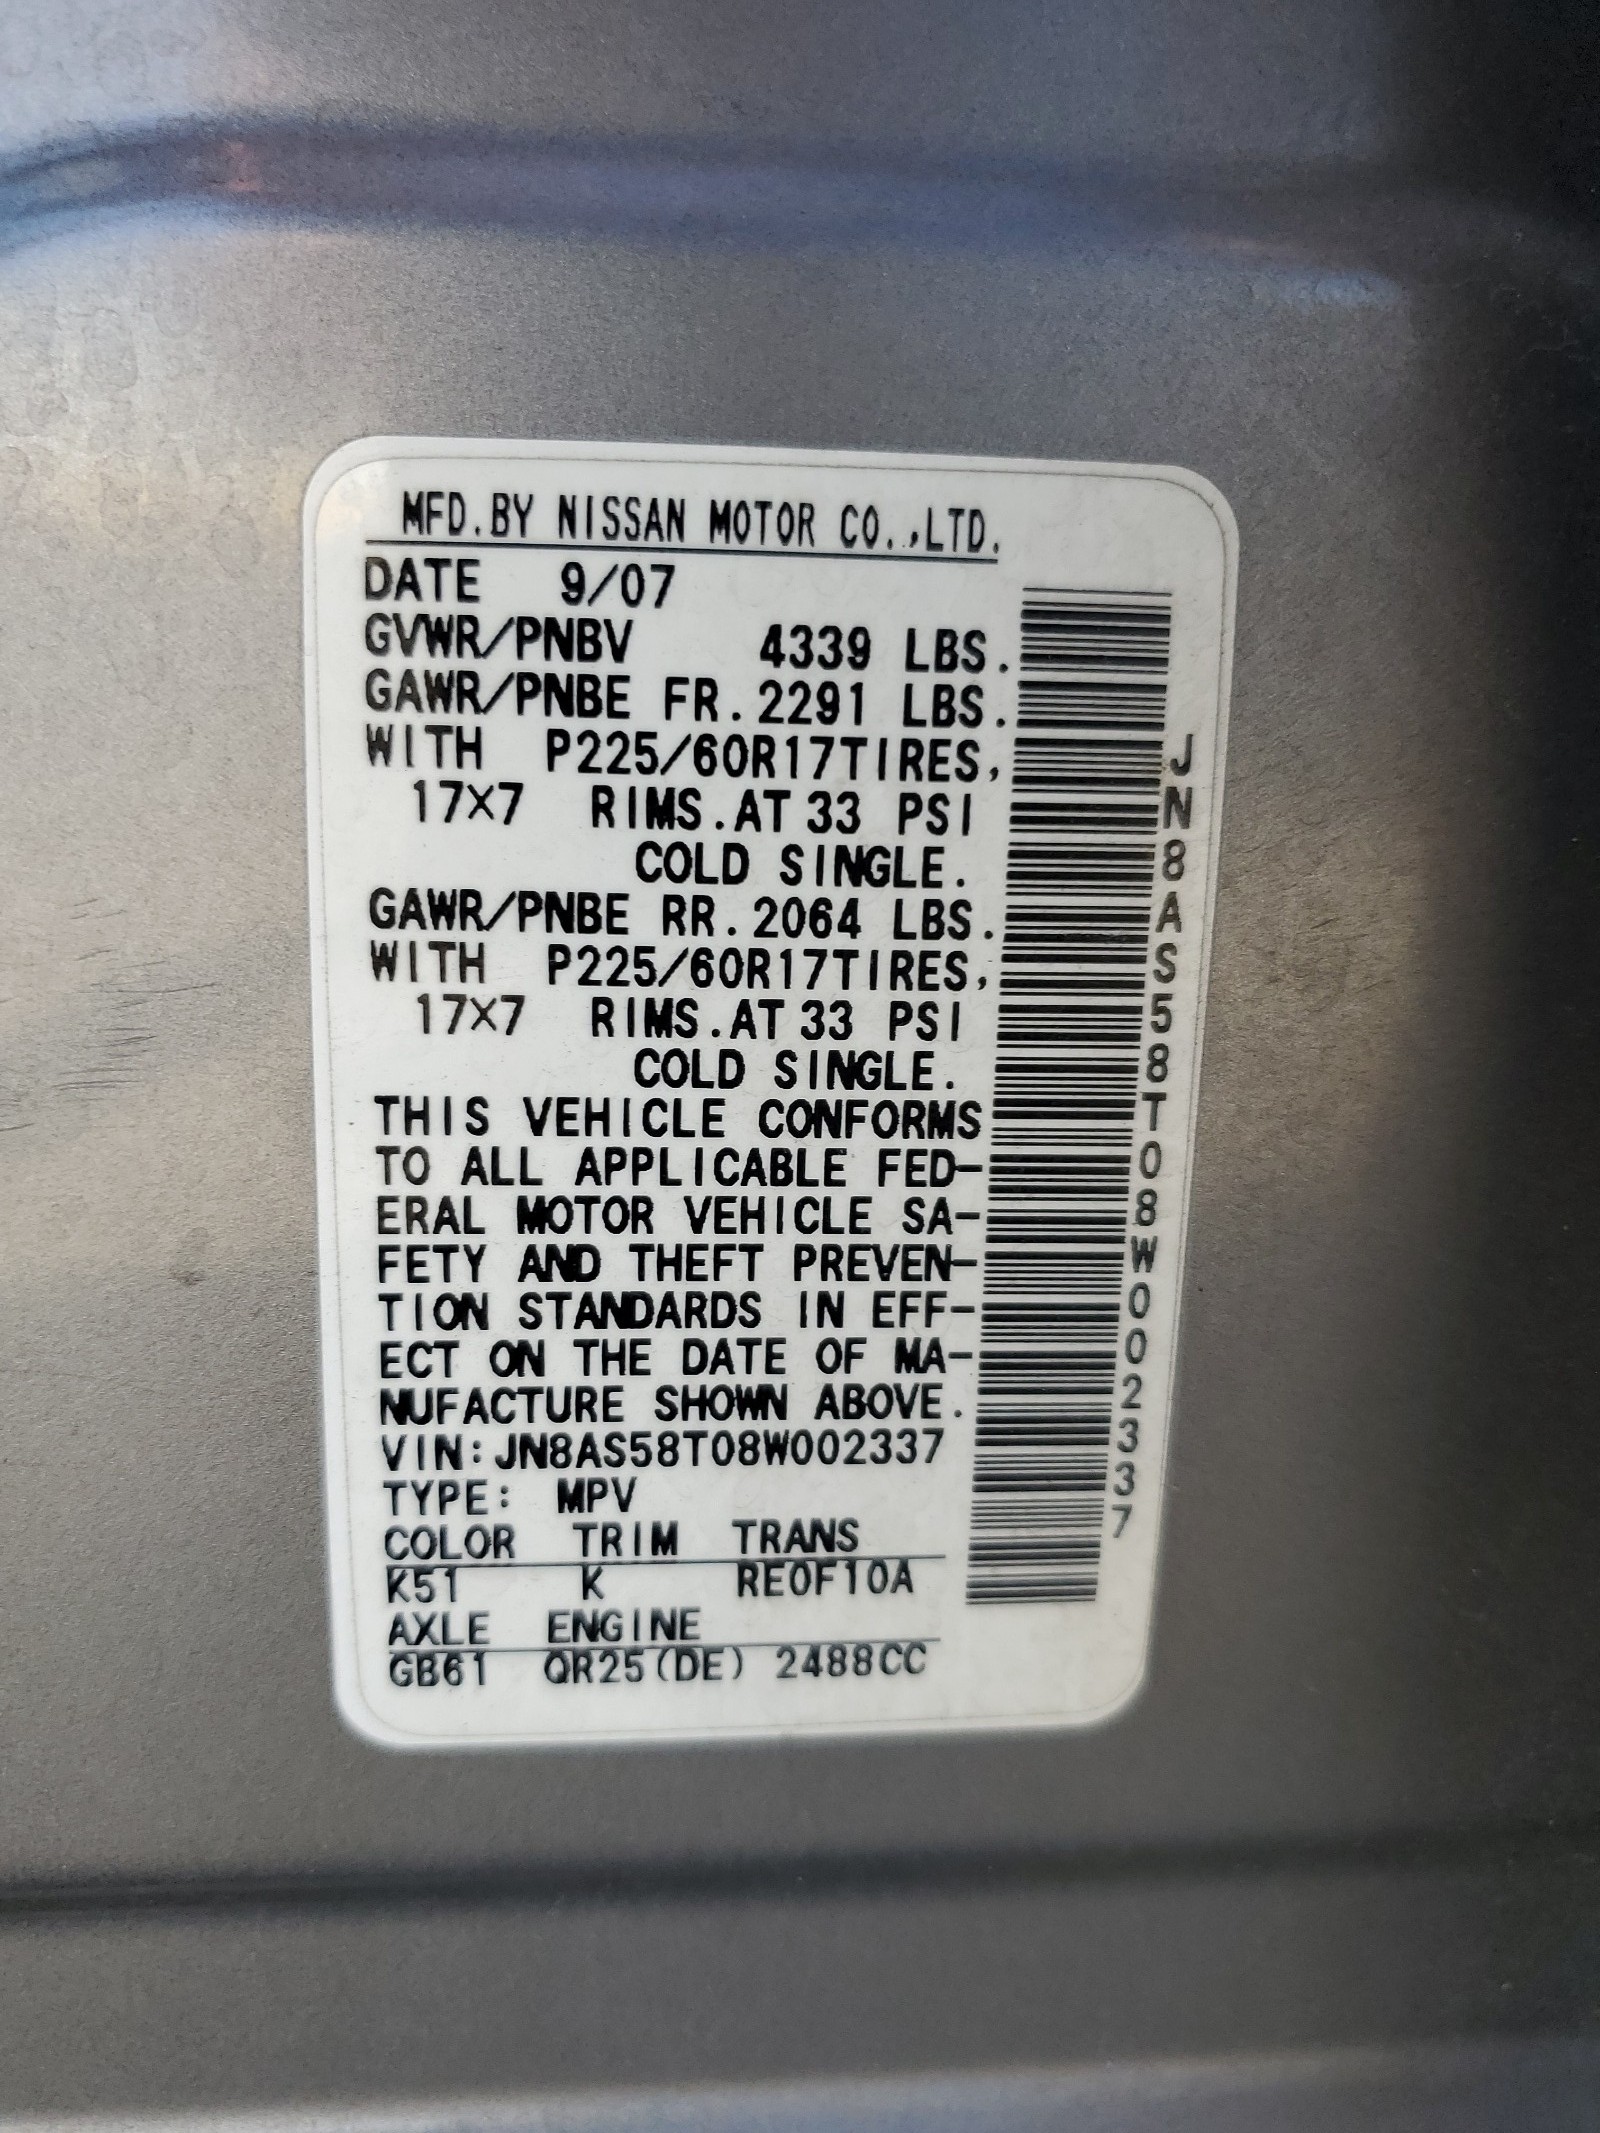 MFD.BY NISSAN MOTOR CO.,LTD.
DATE 9/07
GVWR/PNBV 4339 LBS.
GAWR/PNBE FR.2291 LBS.
WITH P225/60R17TIRES,
17X7 RIMS.AT 33 PSI
COLD SINGLE.
GAWR/PNBE RR.2064 LBS.
WITH P225/60R17TIRES,
17X7 RIMS.AT 33 PSI
COLD SINGLE.
THIS VEHICLE CONFORMS
TO ALL APPLICABLE FED-
ERAL MOTOR VEHICLE SA-
FETY AND THEFT PREVEN-
TION STANDARDS IN EFF-
ECT ON THE DATE OF MA-
NUFACTURE SHOWN ABOVE.
VIN:JN8AS58T08W002337
TYPE: MPV
COLOR TRIM TRANS
K51 K RE0F10A
AXLE ENGINE
GB61 QR25(DE) 2488CC
JN8AS58T08W002337